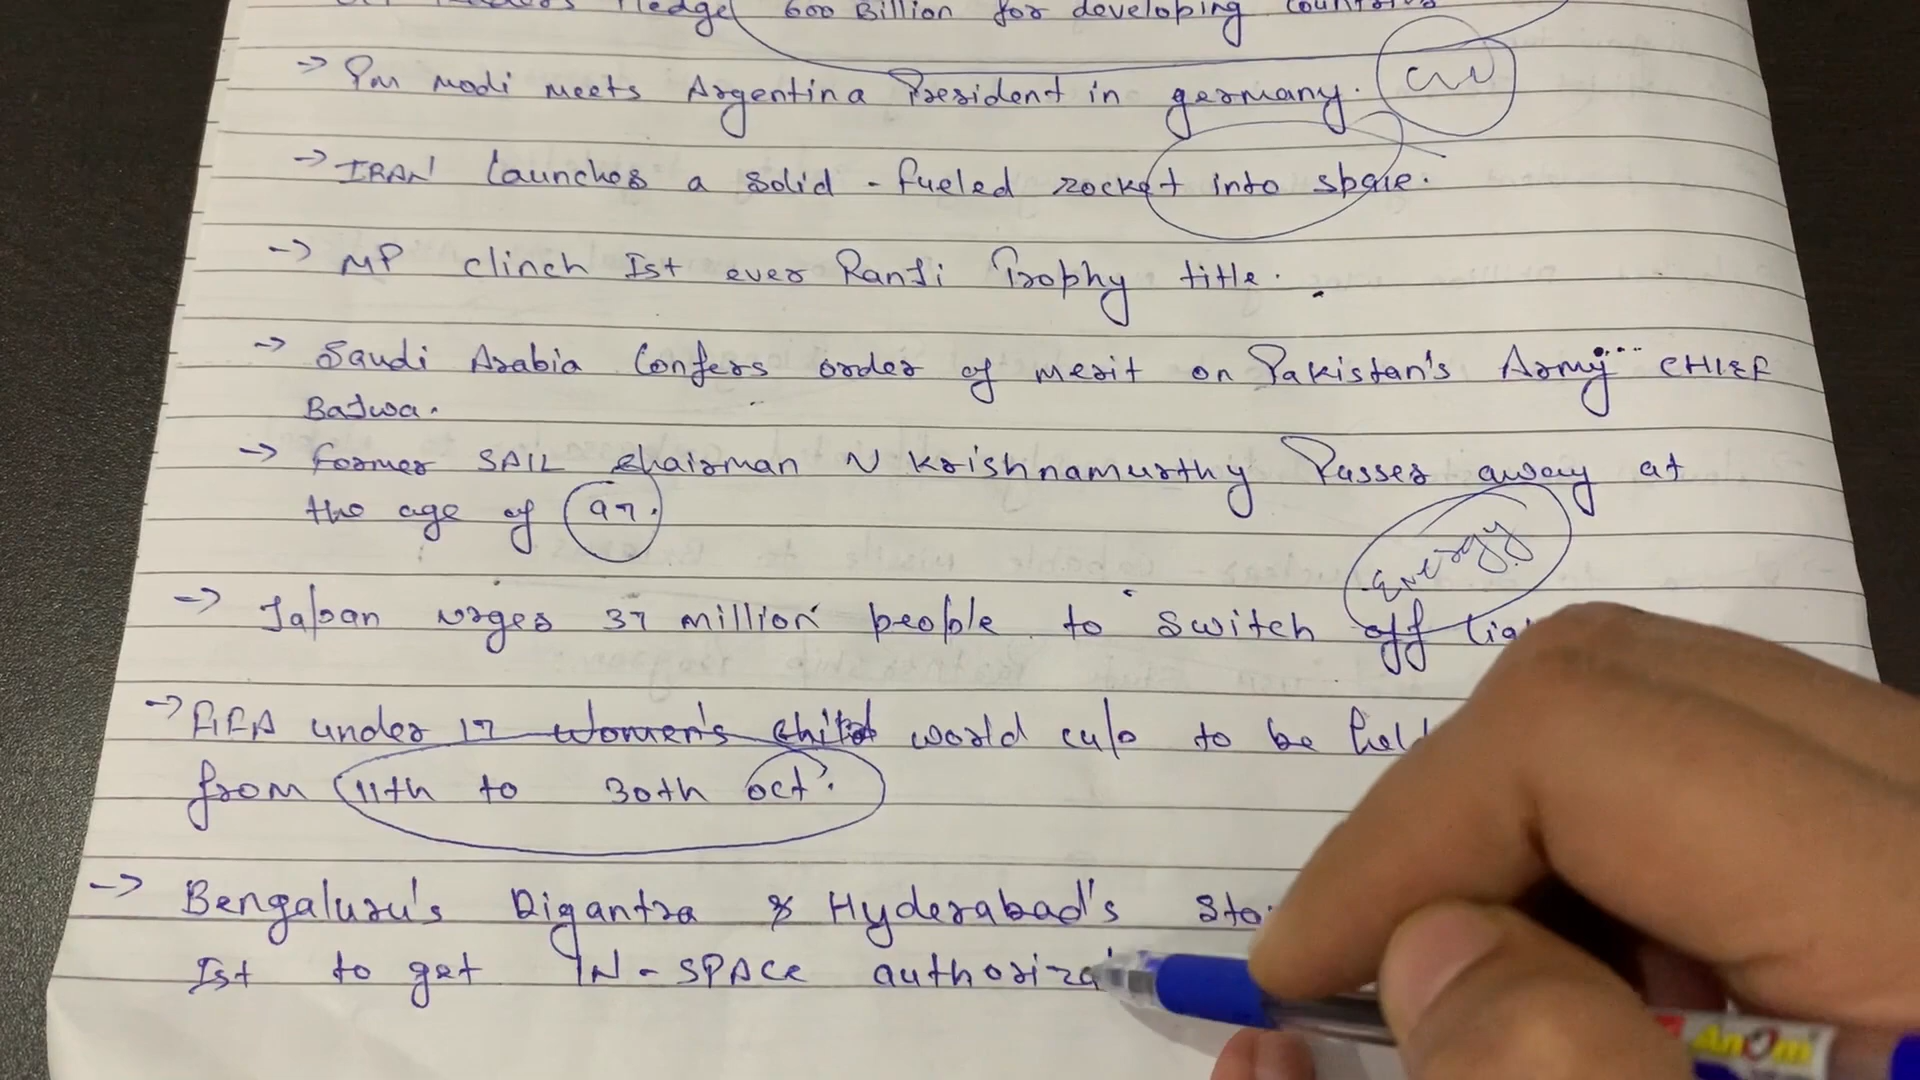 Pledge 600 Billion for developing countries
→ Pm modi meets Argentina President in germany.
→ IRAN launches a solid - fueled rocket into space.
→ MP clinch Ist ever Ranji Trophy title.
→ Saudi Arabia Confers order of merit on Pakistan's Army CHIEF
Bajwa.
→ Former SAIL chairman N Krishnamurthy Passes away at
the age of 97.
Energy
→ Japan urges 37 million people to switch off
→ FIFA under 17 women's world cup to be held
from 11th to 30th oct.
→ Bengaluru's Digantra & Hyderabad's
Ist to get IN-SPACe
AnOm